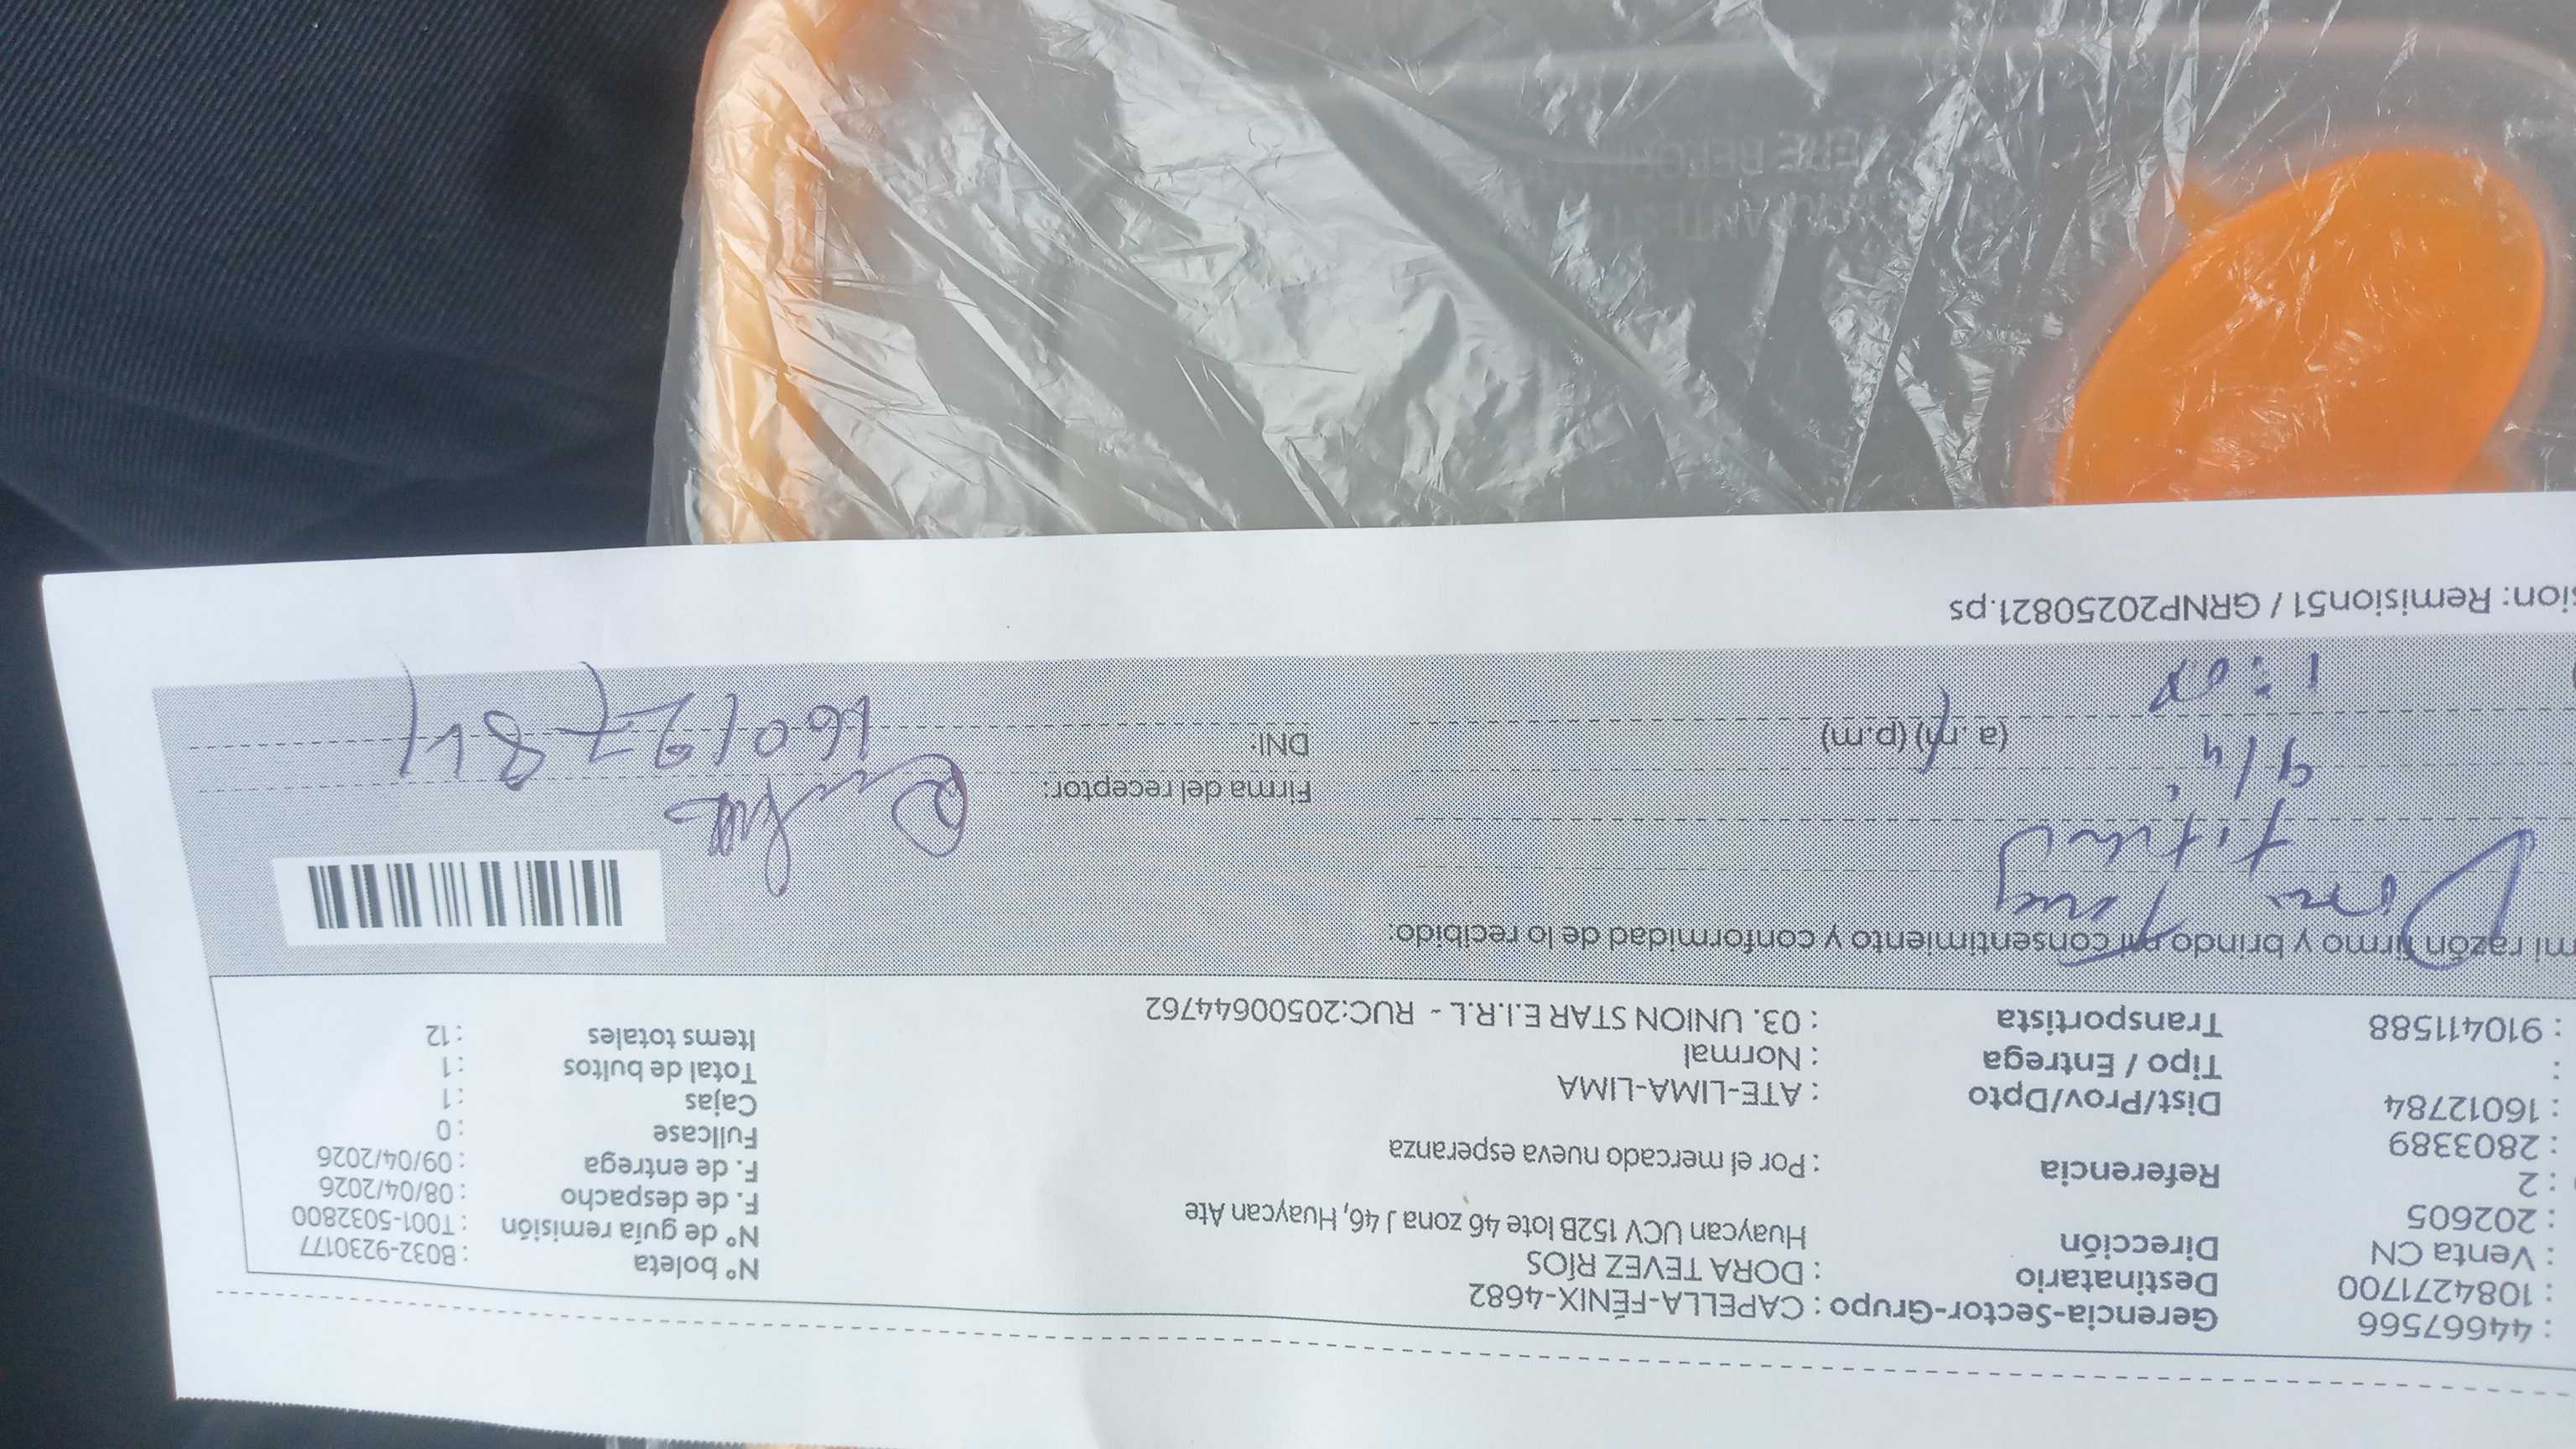 : 44667566 Gerencia-Sector-Grupo : CAPELLA-FÉNIX-4682
: 1084271700 Destinatario : DORA TEVEZ RÍOS
: Venta CN Dirección Huaycan UCV 152B lote 46 zona J 46, Huaycan Ate
: 202605
: 2 Referencia : Por el mercado nueva esperanza
: 2803389
: 16012784 Dist/Prov/Dpto : ATE-LIMA-LIMA
: Tipo / Entrega : Normal
: 910411588 Transportista : 03. UNION STAR E.I.R.L - RUC:20500644762
N° boleta : B032-9230177
N° de guía remisión : T001-5032800
F. de despacho : 08/04/2026
F. de entrega : 09/04/2026
Fullcase : 0
Cajas : 1
Total de bultos : 1
Items totales : 12
mi razón firmo y brindo mi consentimiento y conformidad de lo recibido:
Tevez
titular
9/4
Firma del receptor:
(a.m) (p.m)
DNI:
sion: Remision51 / GRNP20250821.ps